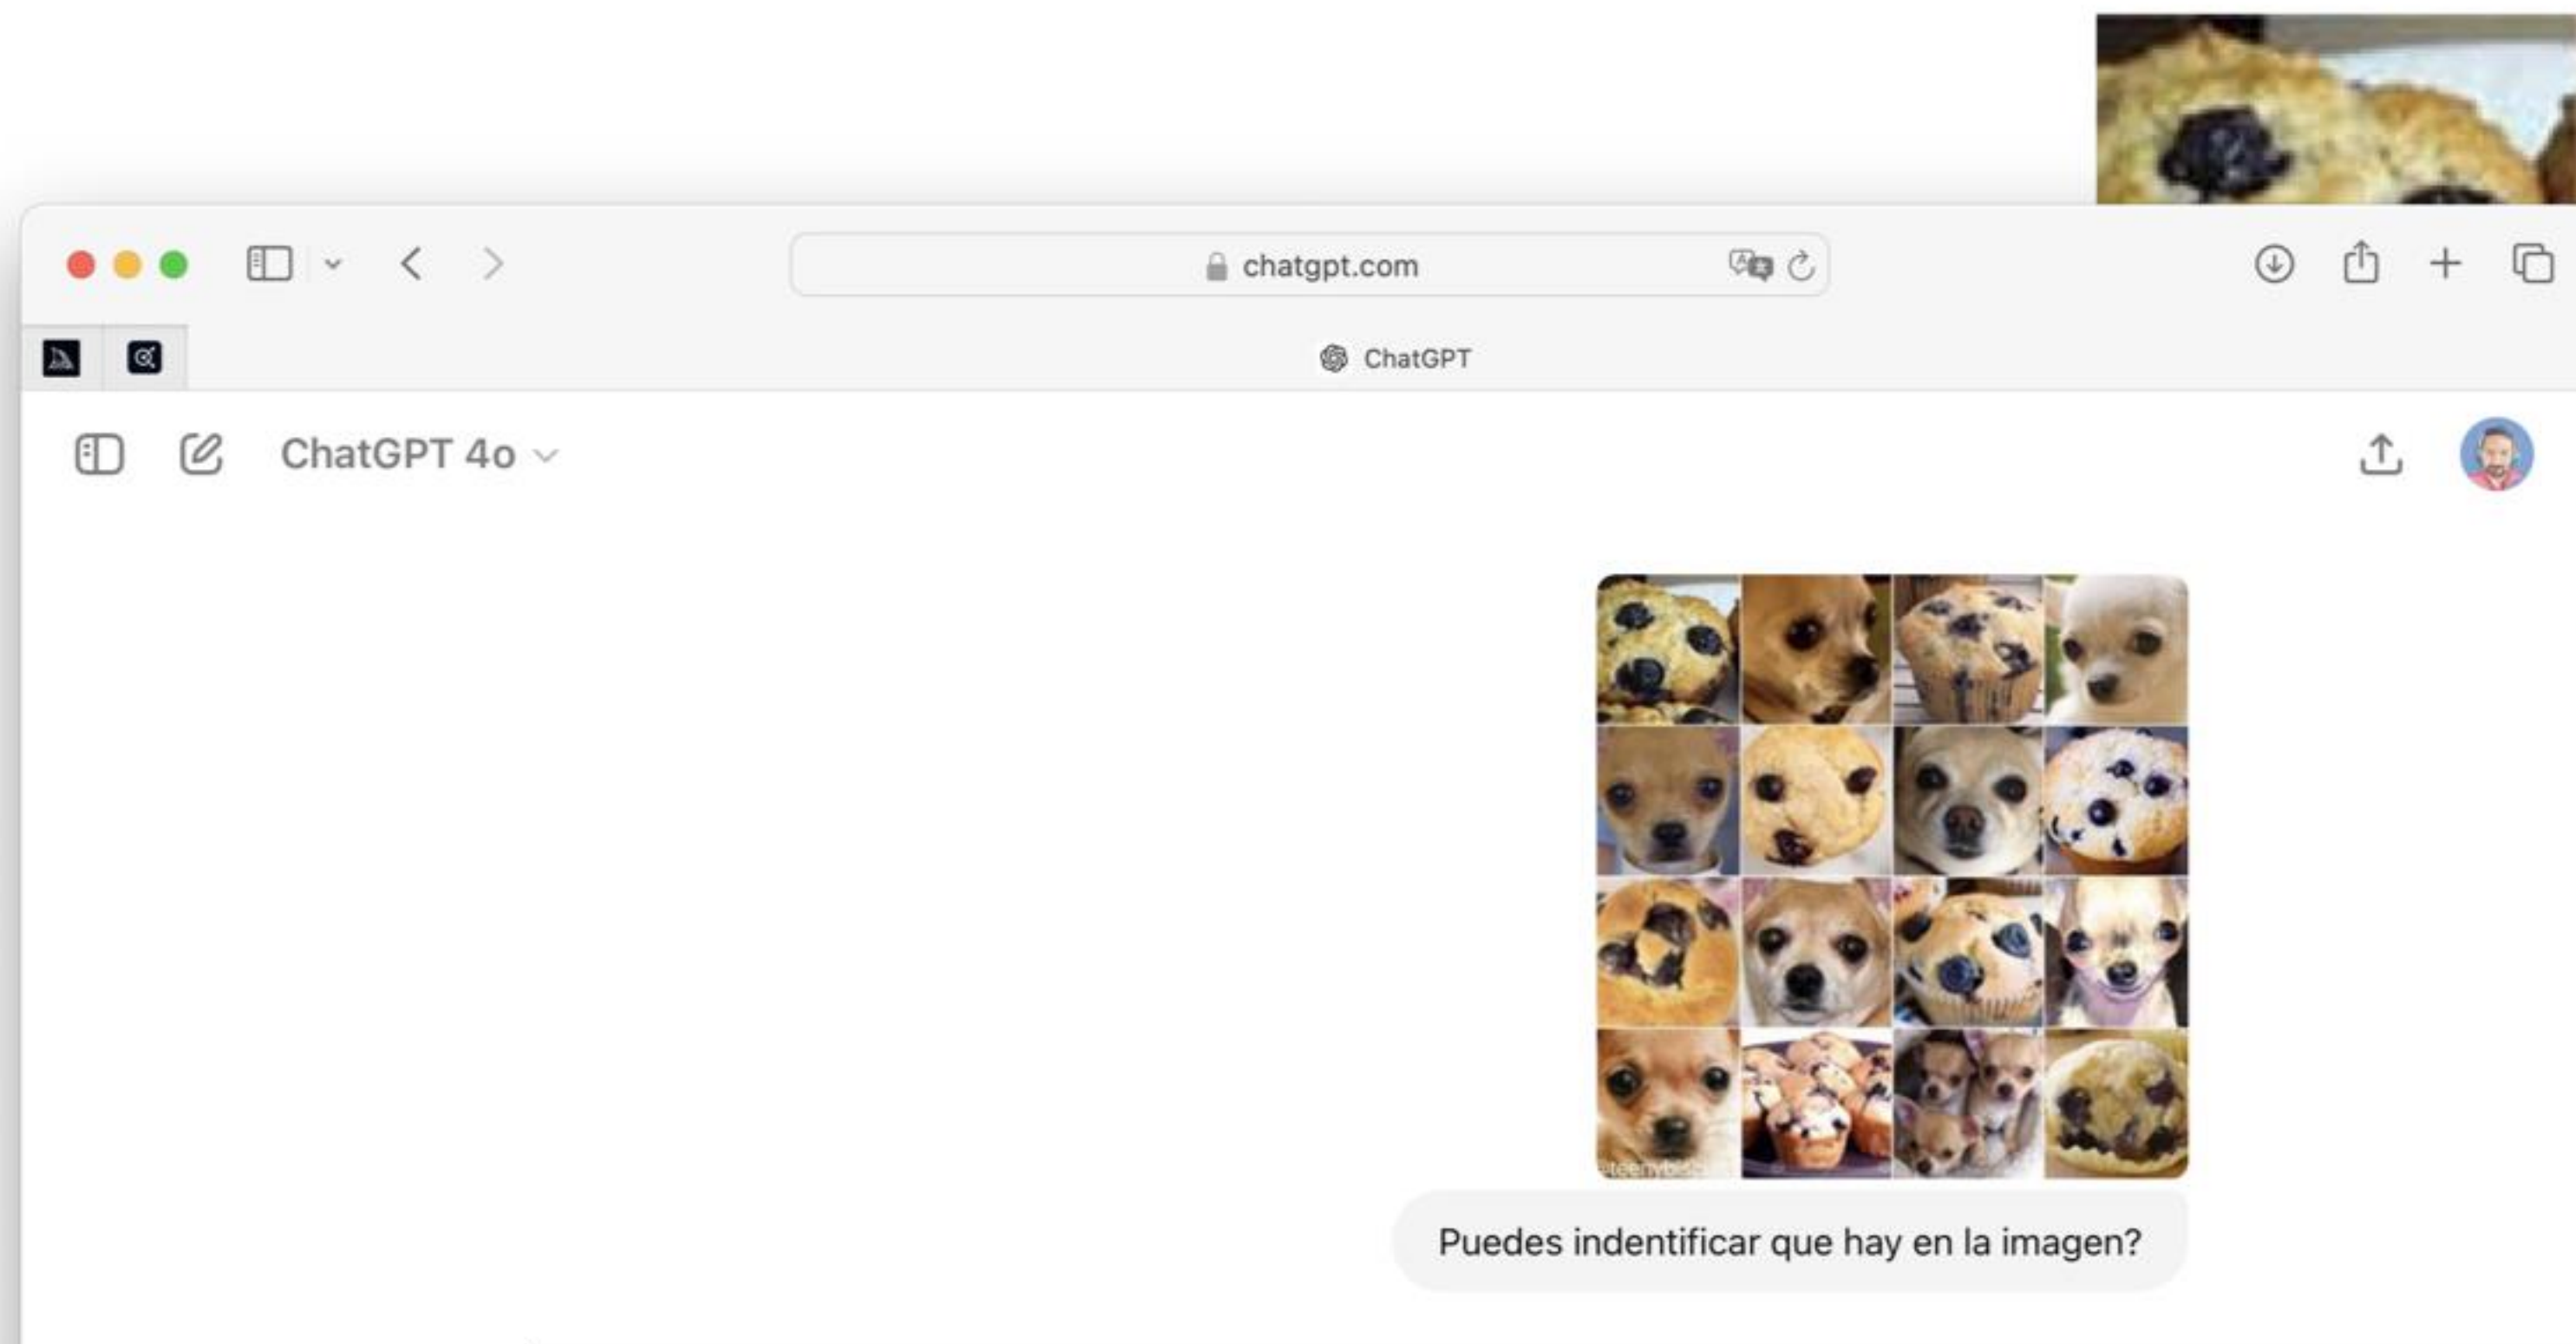 chatgpt.com
ChatGPT
ChatGPT 4o
Puedes indentificar que hay en la imagen?